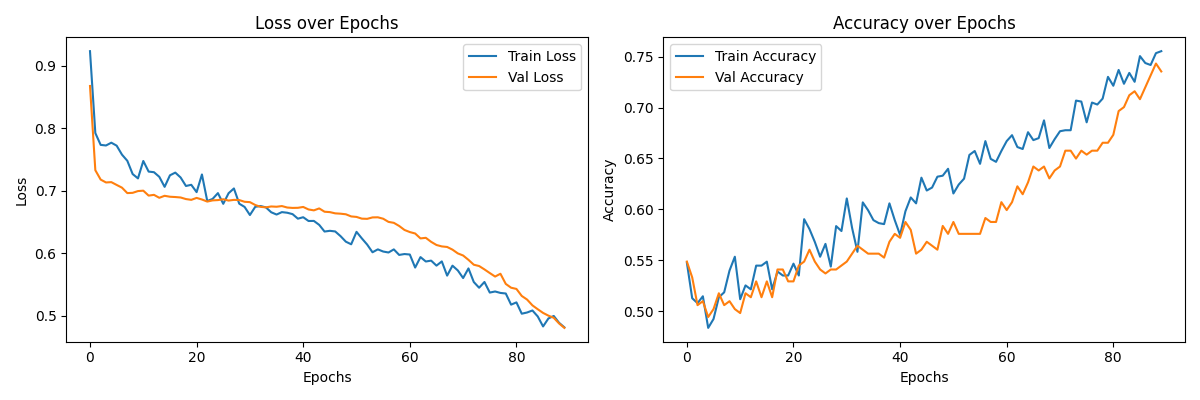 Loss over Epochs
Train Loss
Val Loss
0.9
0.8
0.7
0.6
0.5
Loss
0
20
40
60
80
Epochs
Accuracy over Epochs
Train Accuracy
Val Accuracy
0.75
0.70
0.65
0.60
0.55
0.50
Accuracy
0
20
40
60
80
Epochs